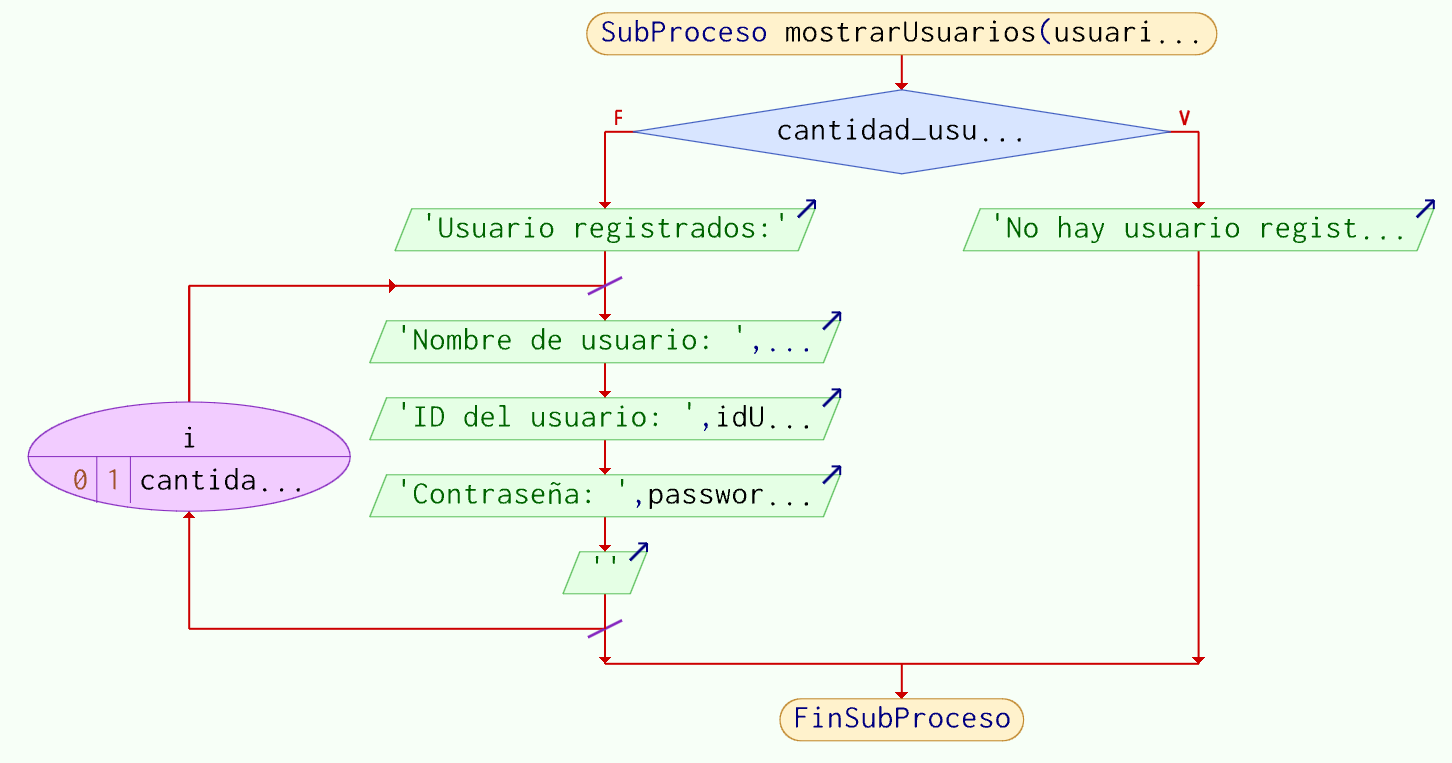 SubProceso mostrarUsuarios(usuari...
cantidad_usu...
F
V
'Usuario registrados:'
'No hay usuario regist...
'Nombre de usuario: ',...
'ID del usuario: ',idU...
i
0 1 cantida...
'Contraseña: ',passwor...
''
FinSubProceso